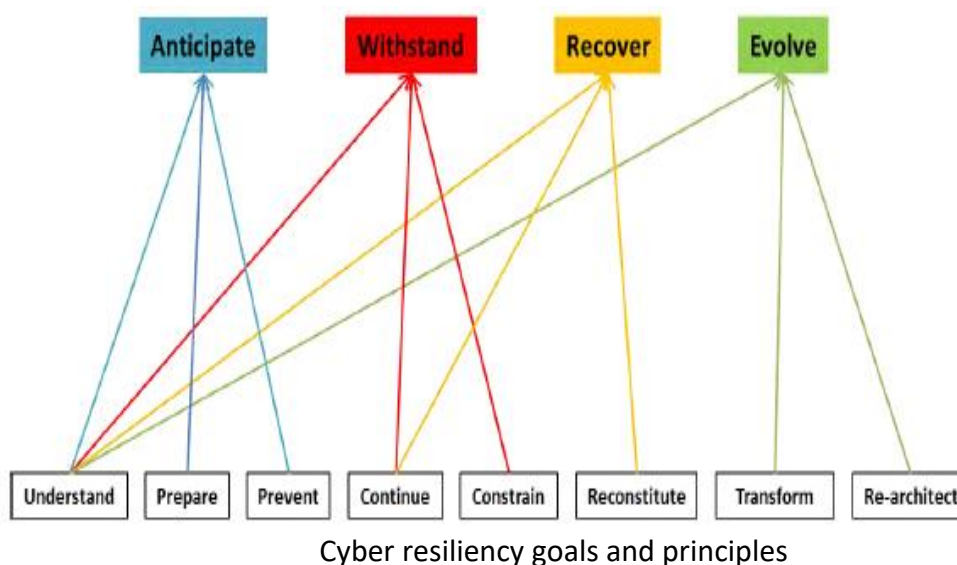 Anticipate Withstand Recover Evolve
Understand Prepare Prevent Continue Constrain Reconstitute Transform Re-architect
Cyber resiliency goals and principles